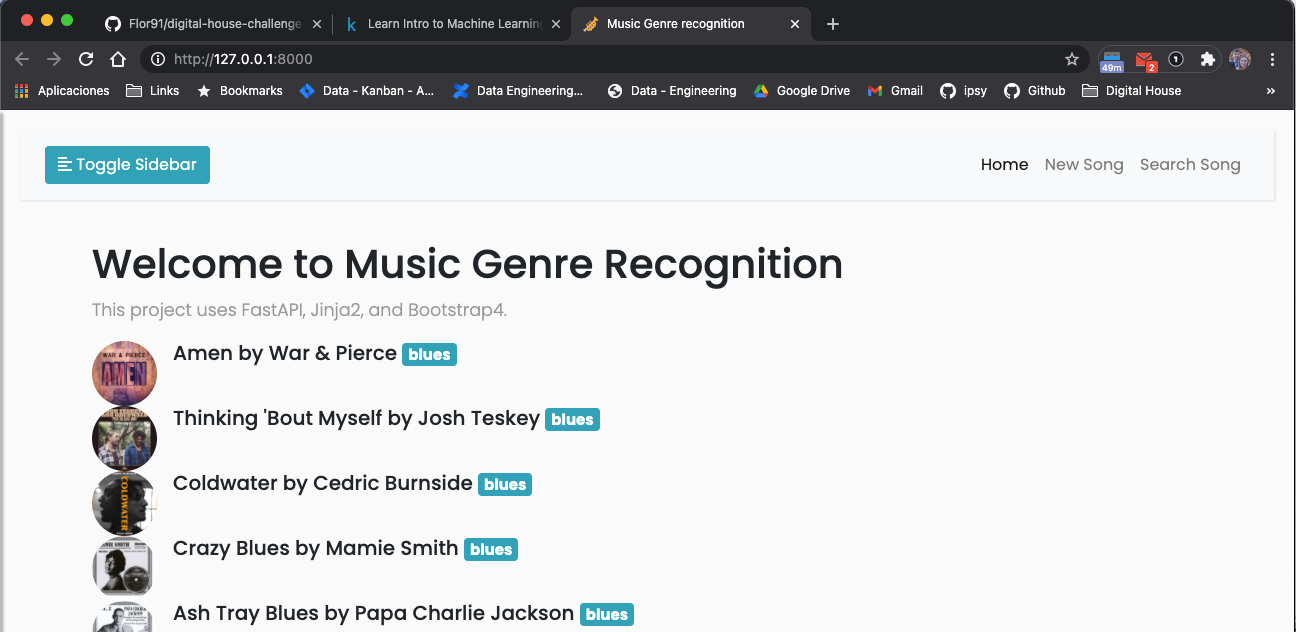 Flor91/digital-house-challenge
Learn Intro to Machine Learning
Music Genre recognition
http://127.0.0.1:8000
49m
2
1
Aplicaciones
Links
Bookmarks
Data - Kanban - A...
Data Engineering...
Data - Engineering
Google Drive
Gmail
ipsy
Github
Digital House
»
Toggle Sidebar
Home
New Song
Search Song
Welcome to Music Genre Recognition
This project uses FastAPI, Jinja2, and Bootstrap4.
WAR & PIERCE
AMEN
Amen by War & Pierce blues
Thinking 'Bout Myself by Josh Teskey blues
COLDWATER
Coldwater by Cedric Burnside blues
Crazy Blues by Mamie Smith blues
Ash Tray Blues by Papa Charlie Jackson blues